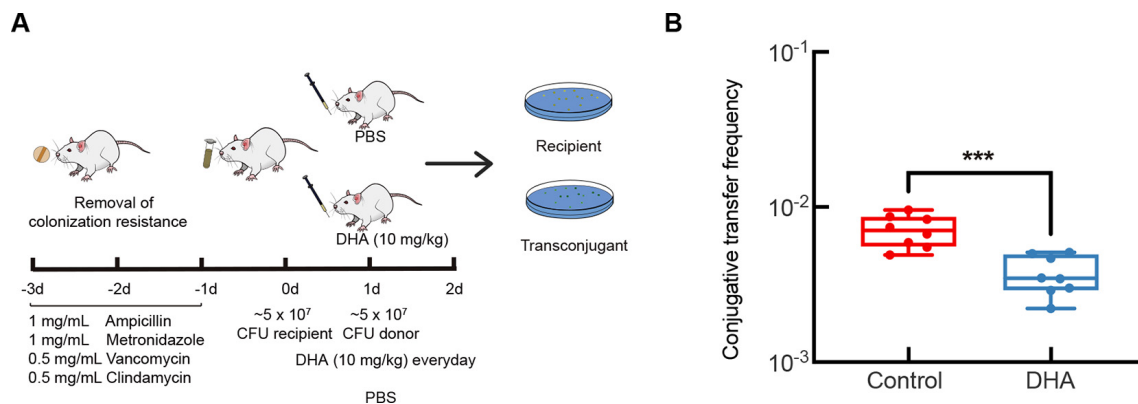 A
PBS
Removal of
colonization resistance
DHA (10 mg/kg)
Recipient
Transconjugant
-3d -2d -1d 0d 1d 2d
1 mg/mL Ampicillin
1 mg/mL Metronidazole
0.5 mg/mL Vancomycin
0.5 mg/mL Clindamycin
~5 x 10⁷
CFU recipient
~5 x 10⁷
CFU donor
DHA (10 mg/kg) everyday
PBS
B
Conjugative transfer frequency
10⁻¹
10⁻²
10⁻³
***
Control
DHA